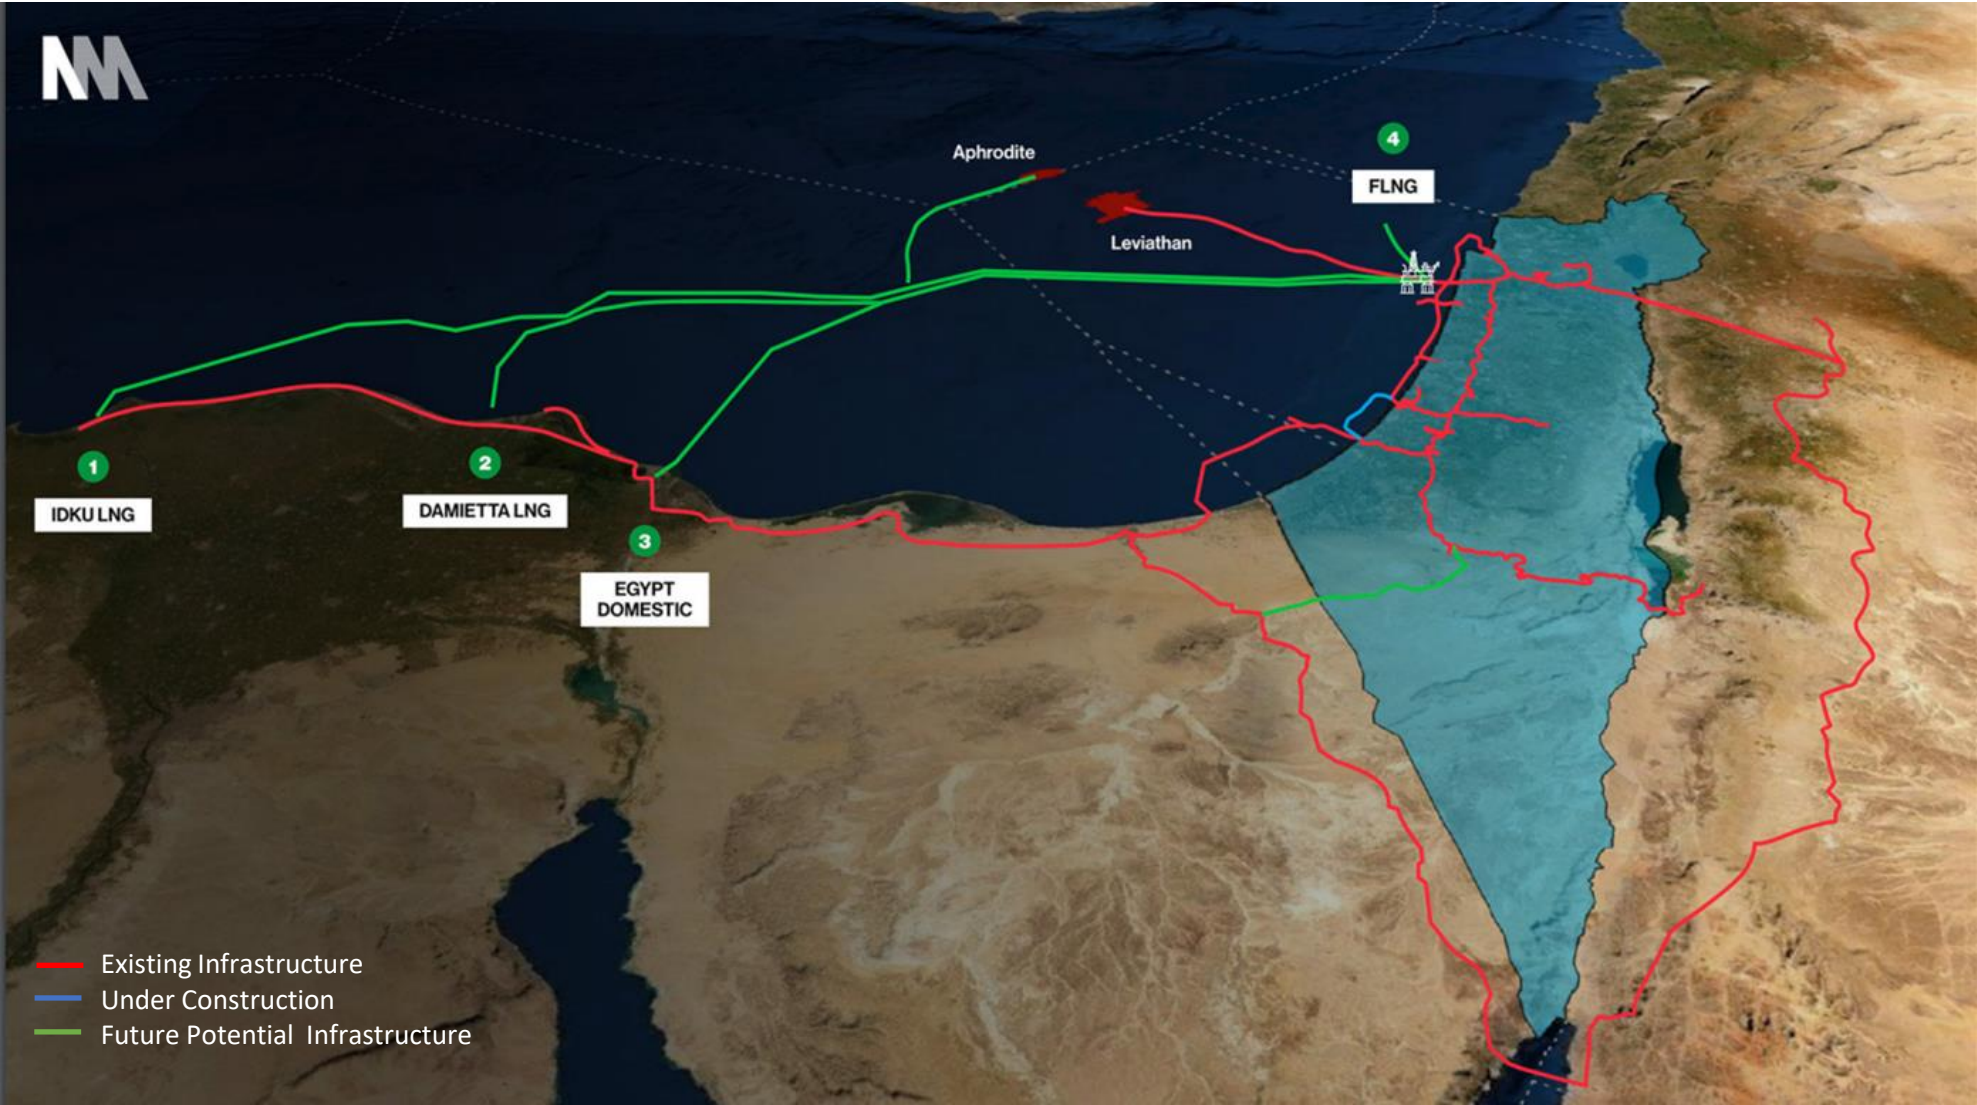 NM
Aphrodite
4
FLNG
Leviathan
1
IDKU LNG
2
DAMIETTA LNG
3
EGYPT
DOMESTIC
Existing Infrastructure
Under Construction
Future Potential Infrastructure